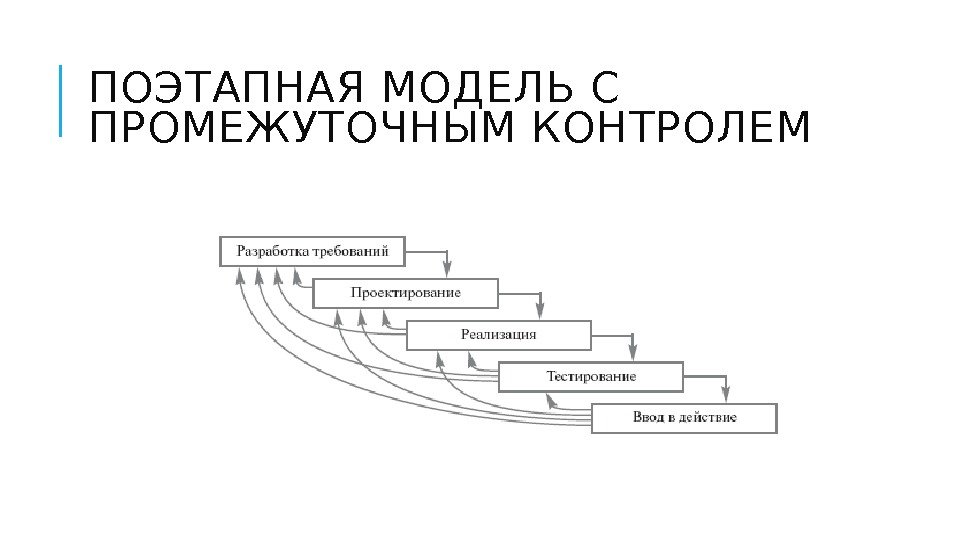 ПОЭТАПНАЯ МОДЕЛЬ С
ПРОМЕЖУТОЧНЫМ КОНТРОЛЕМ
Разработка требований
Проектирование
Реализация
Тестирование
Ввод в действие